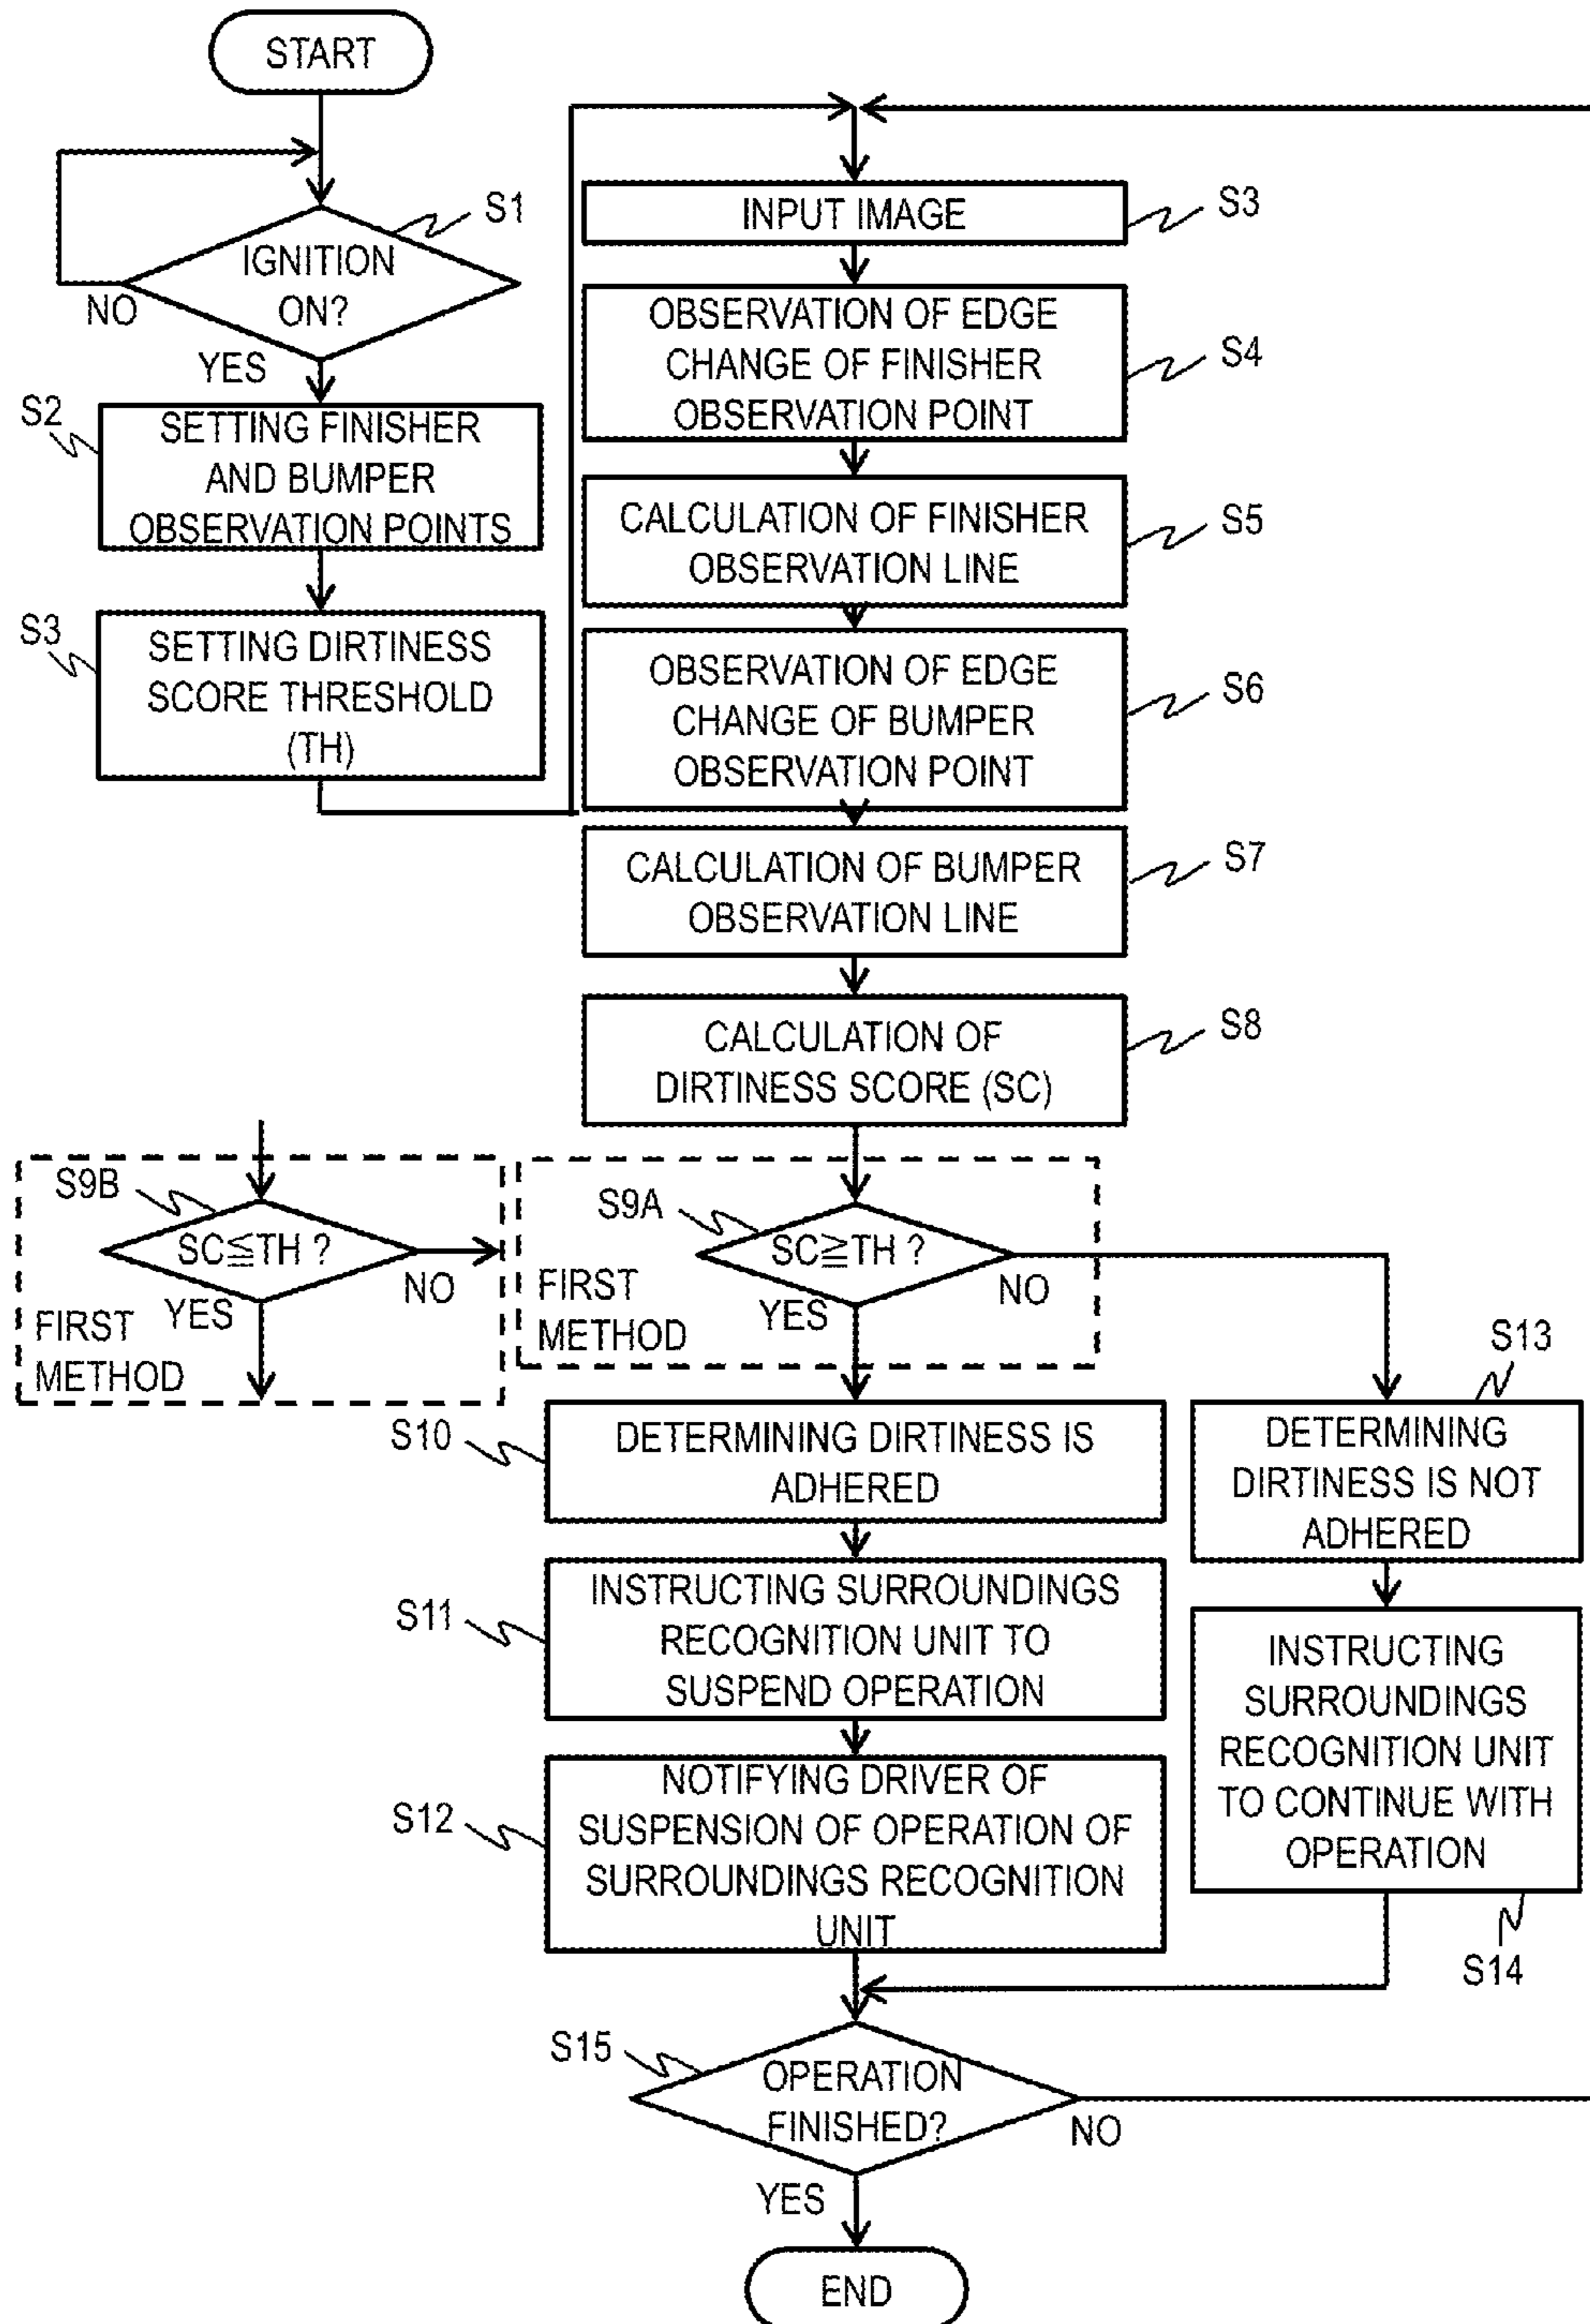 START
S1
IGNITION
ON?
NO
YES
S2
SETTING FINISHER
AND BUMPER
OBSERVATION POINTS
S3
SETTING DIRTINESS
SCORE THRESHOLD
(TH)
INPUT IMAGE
S3
OBSERVATION OF EDGE
CHANGE OF FINISHER
OBSERVATION POINT
S4
CALCULATION OF FINISHER
OBSERVATION LINE
S5
OBSERVATION OF EDGE
CHANGE OF BUMPER
OBSERVATION POINT
S6
CALCULATION OF BUMPER
OBSERVATION LINE
S7
CALCULATION OF
DIRTINESS SCORE (SC)
S8
S9B
SC≦TH ?
NO
YES
FIRST
METHOD
S9A
SC≧TH ?
NO
YES
FIRST
METHOD
S10
DETERMINING DIRTINESS IS
ADHERED
S11
INSTRUCTING SURROUNDINGS
RECOGNITION UNIT TO
SUSPEND OPERATION
S12
NOTIFYING DRIVER OF
SUSPENSION OF OPERATION OF
SURROUNDINGS RECOGNITION
UNIT
S13
DETERMINING
DIRTINESS IS NOT
ADHERED
INSTRUCTING
SURROUNDINGS
RECOGNITION UNIT
TO CONTINUE WITH
OPERATION
S14
S15
OPERATION
FINISHED?
NO
YES
END